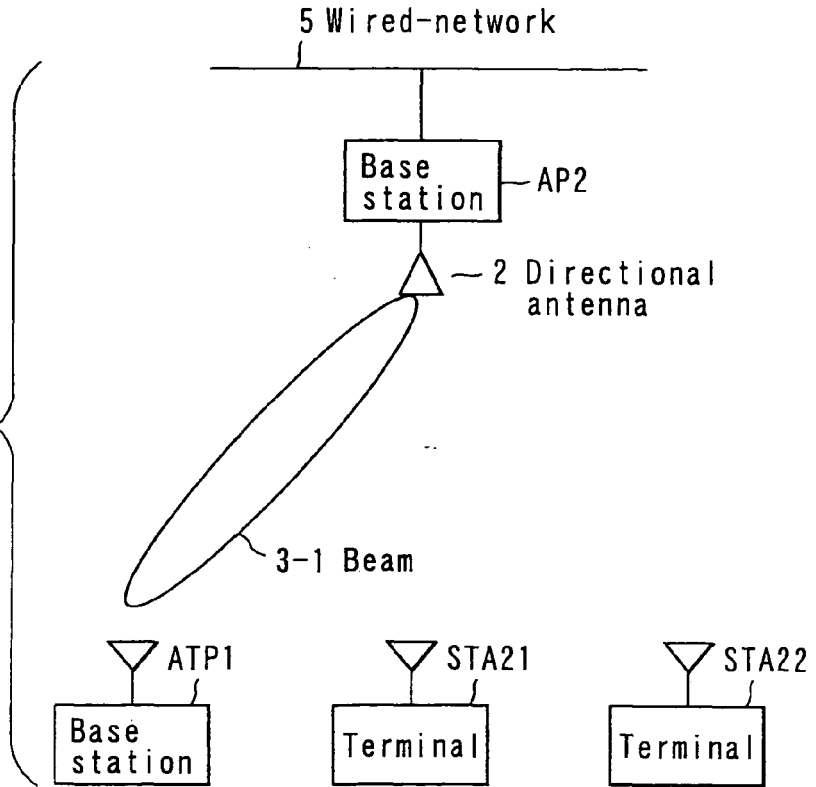 5 Wired-network
Base
station
AP2
2 Directional
antenna
3-1 Beam
ATP1
STA21
STA22
Base
station
Terminal
Terminal